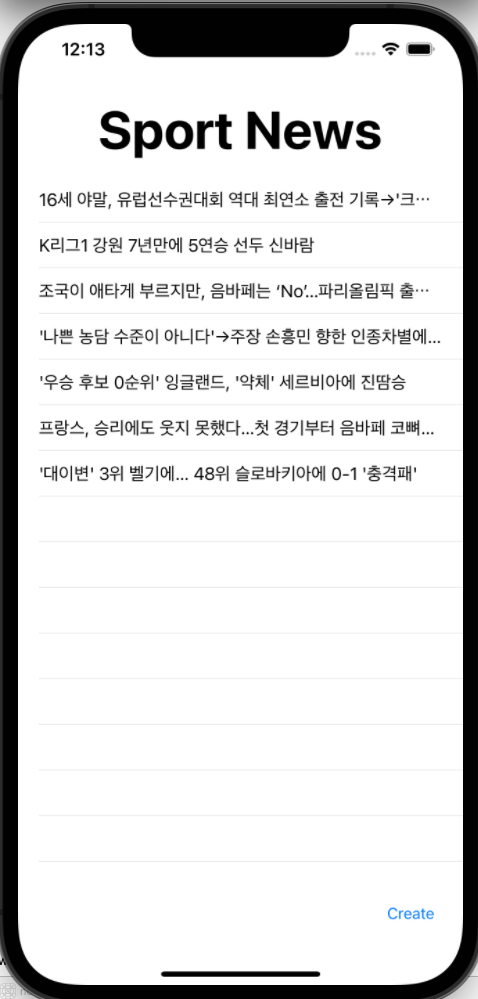 12:13
Sport News
16세 야말, 유럽선수권대회 역대 최연소 출전 기록→'크…
K리그1 강원 7년만에 5연승 선두 신바람
조국이 애타게 부르지만, 음바페는 ‘No’…파리올림픽 출…
'나쁜 농담 수준이 아니다'→주장 손흥민 향한 인종차별에...
'우승 후보 0순위' 잉글랜드, '약체' 세르비아에 진땀승
프랑스, 승리에도 웃지 못했다...첫 경기부터 음바페 코뼈...
'대이변' 3위 벨기에... 48위 슬로바키아에 0-1 '충격패'
Create